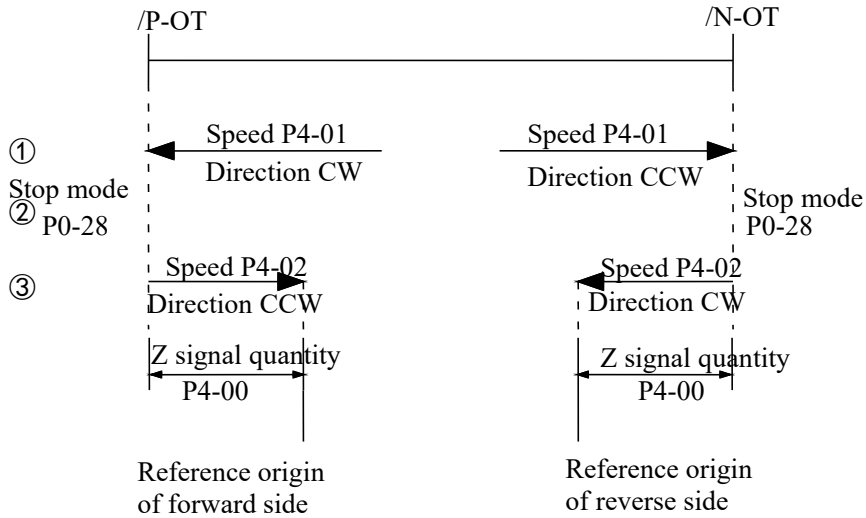 /P-OT
/N-OT
① Speed P4-01 Speed P4-01
Direction CW Direction CCW
Stop mode Stop mode
② P0-28 P0-28
③ Speed P4-02 Speed P4-02
Direction CCW Direction CW
Z signal quantity Z signal quantity
P4-00 P4-00
Reference origin Reference origin
of forward side of reverse side